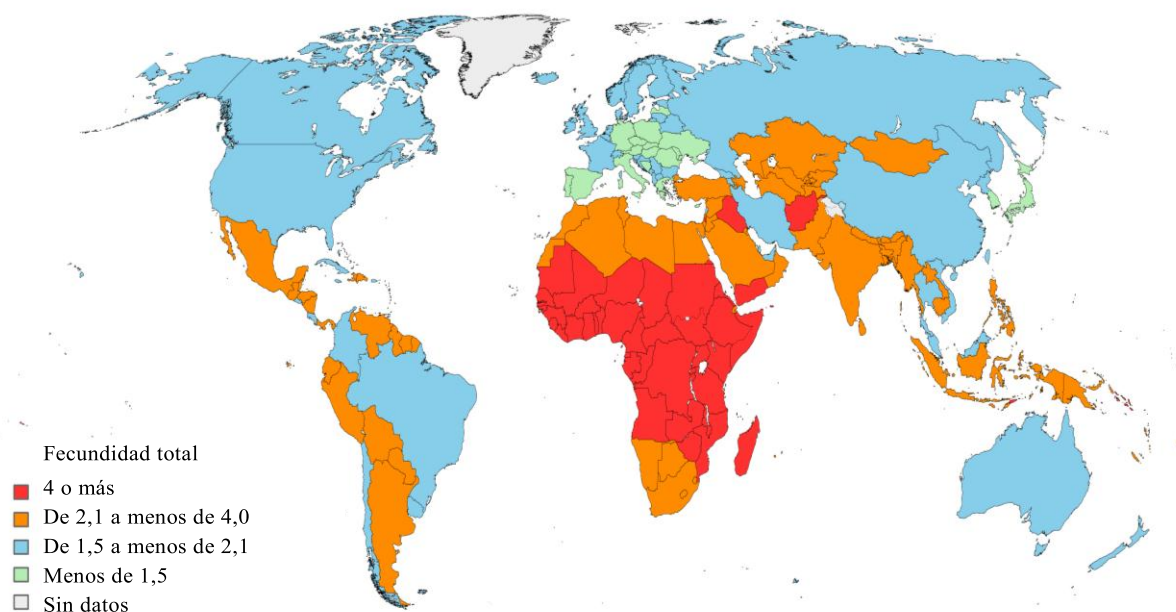 Fecundidad total
4 o más
De 2,1 a menos de 4,0
De 1,5 a menos de 2,1
Menos de 1,5
Sin datos